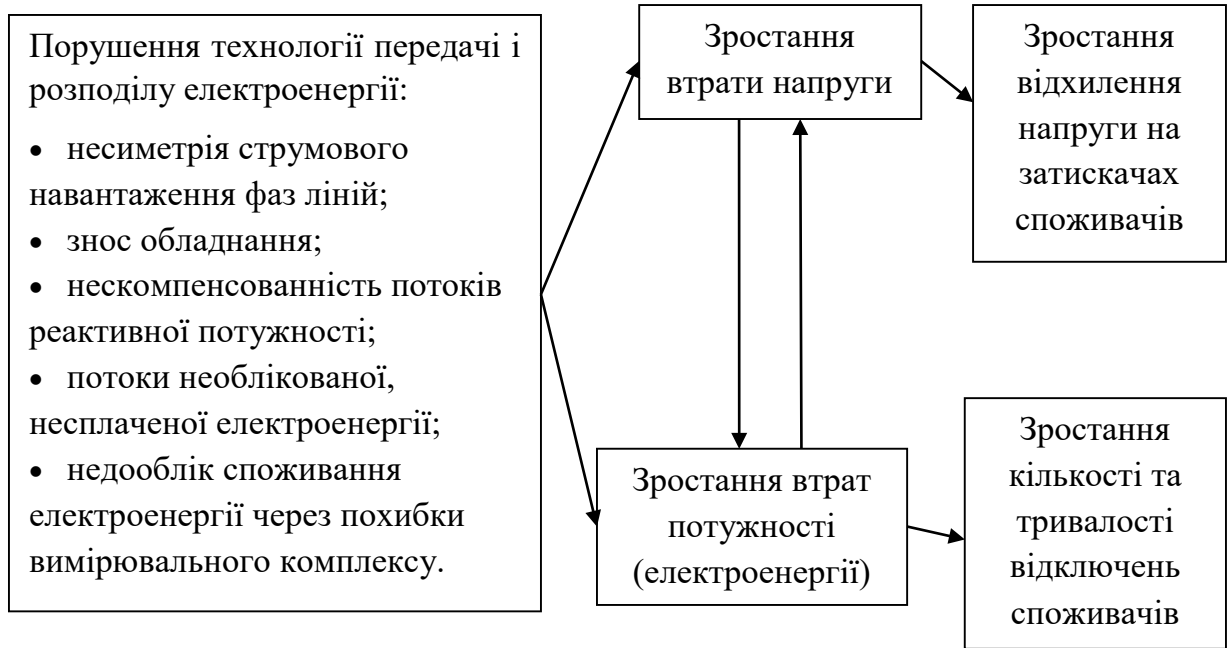 Порушення технології передачі і
розподілу електроенергії:
• несиметрія струмового
навантаження фаз ліній;
• знос обладнання;
• нескомпенсованність потоків
реактивної потужності;
• потоки необлікованої,
несплаченої електроенергії;
• недооблік споживання
електроенергії через похибки
вимірювального комплексу.
Зростання
втрати напруги
Зростання
відхилення
напруги на
затискачах
споживачів
Зростання втрат
потужності
(електроенергії)
Зростання
кількості та
тривалості
відключень
споживачів